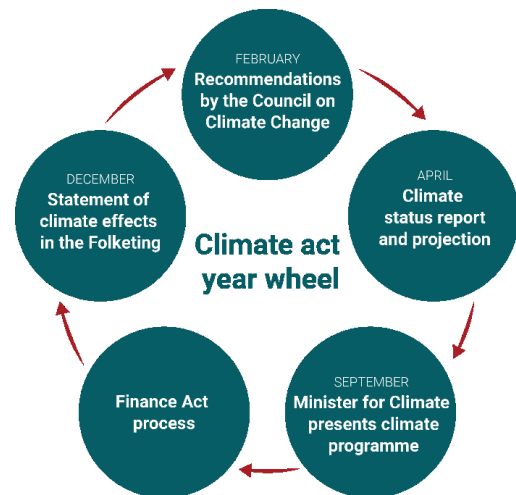 FEBRUARY
Recommendations
by the Council on
Climate Change
APRIL
Climate
status report
and projection
SEPTEMBER
Minister for Climate
presents climate
programme
Finance Act
process
DECEMBER
Statement of
climate effects
in the Folketing
Climate act
year wheel